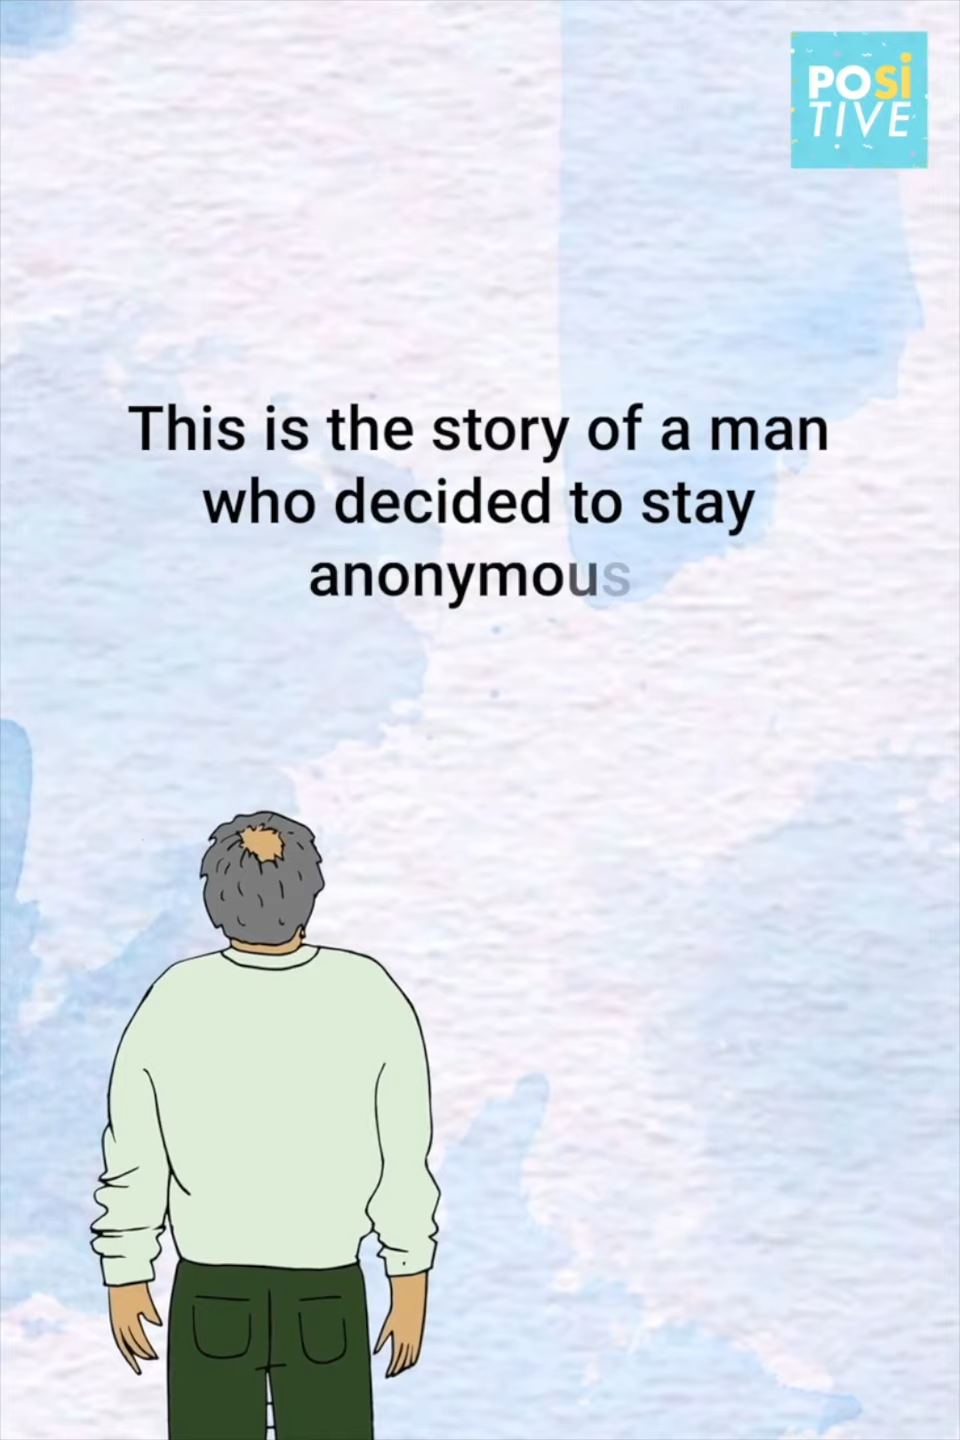 POSi
TIVE
This is the story of a man
who decided to stay
anonymous